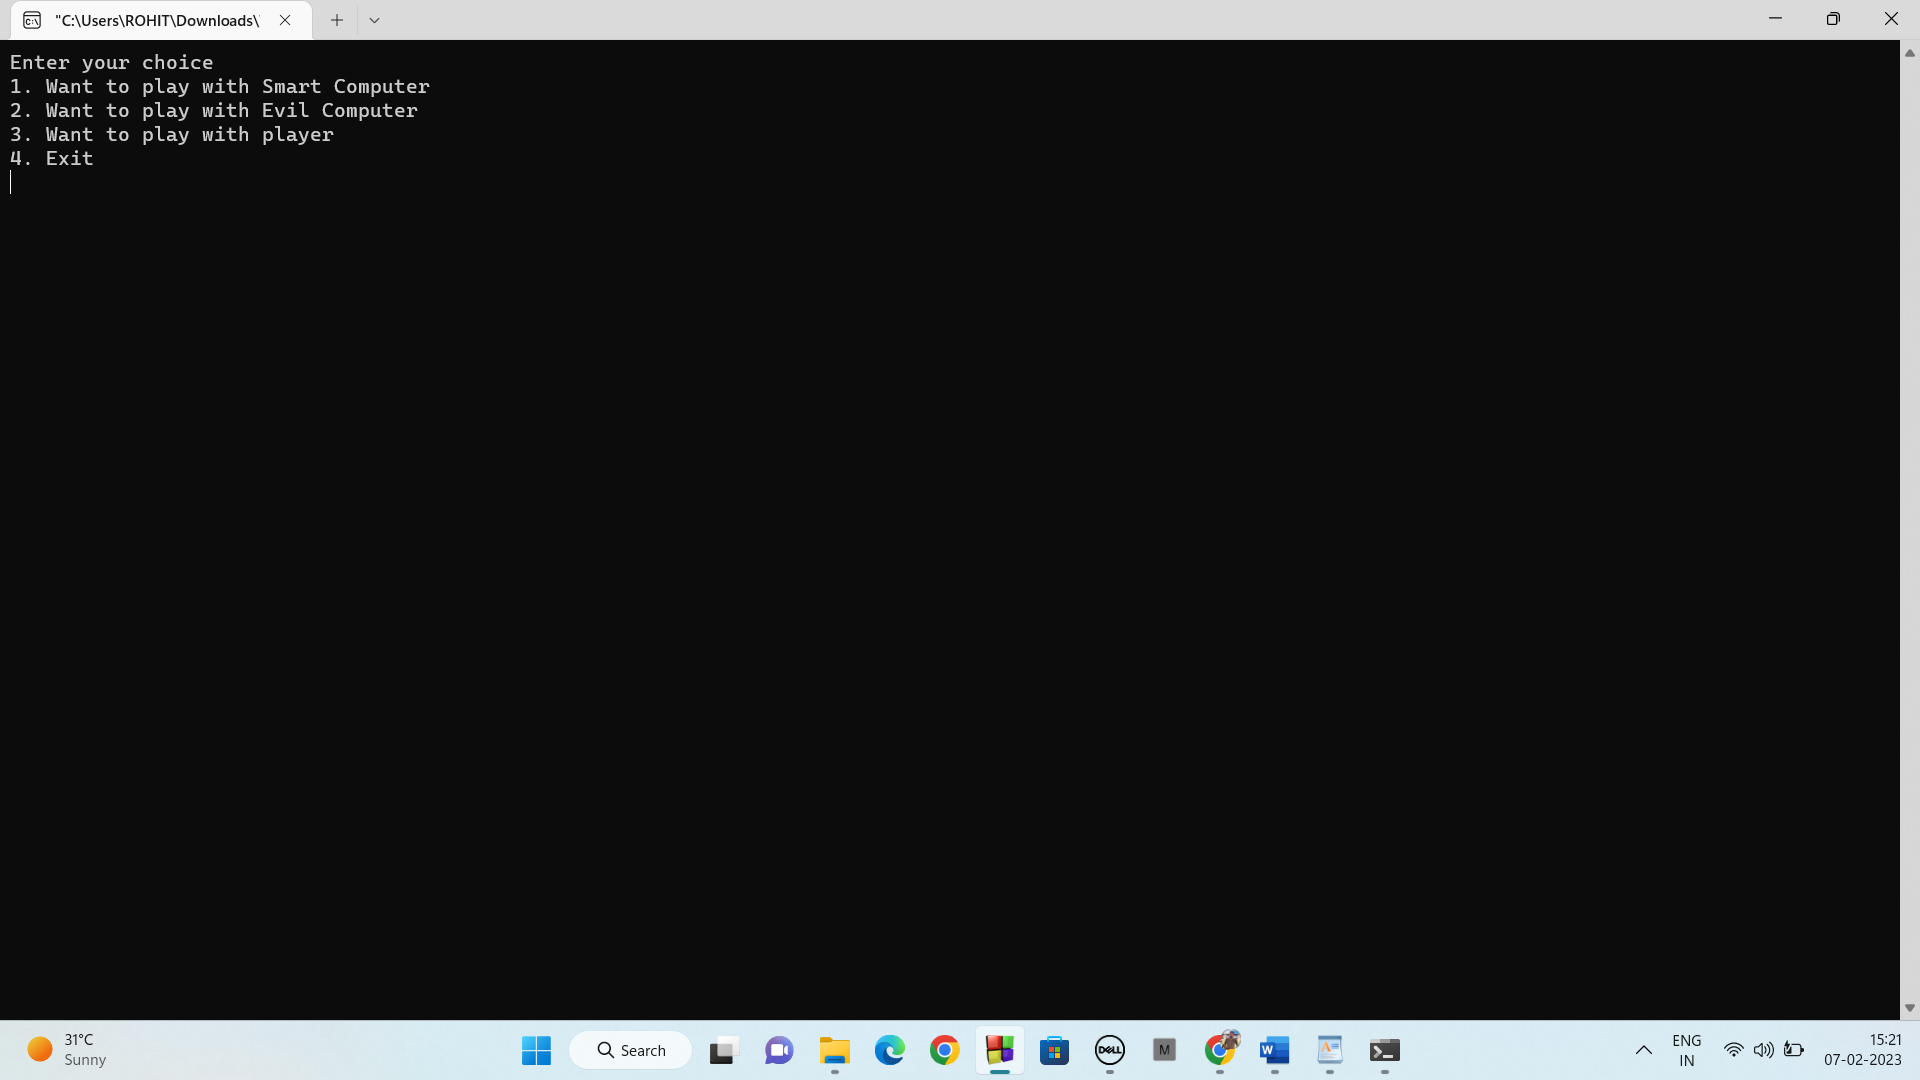 "C:\Users\ROHIT\Downloads\
Enter your choice
1. Want to play with Smart Computer
2. Want to play with Evil Computer
3. Want to play with player
4. Exit
31°C
Sunny
Search
DELL
M
W
ENG
IN
15:21
07-02-2023